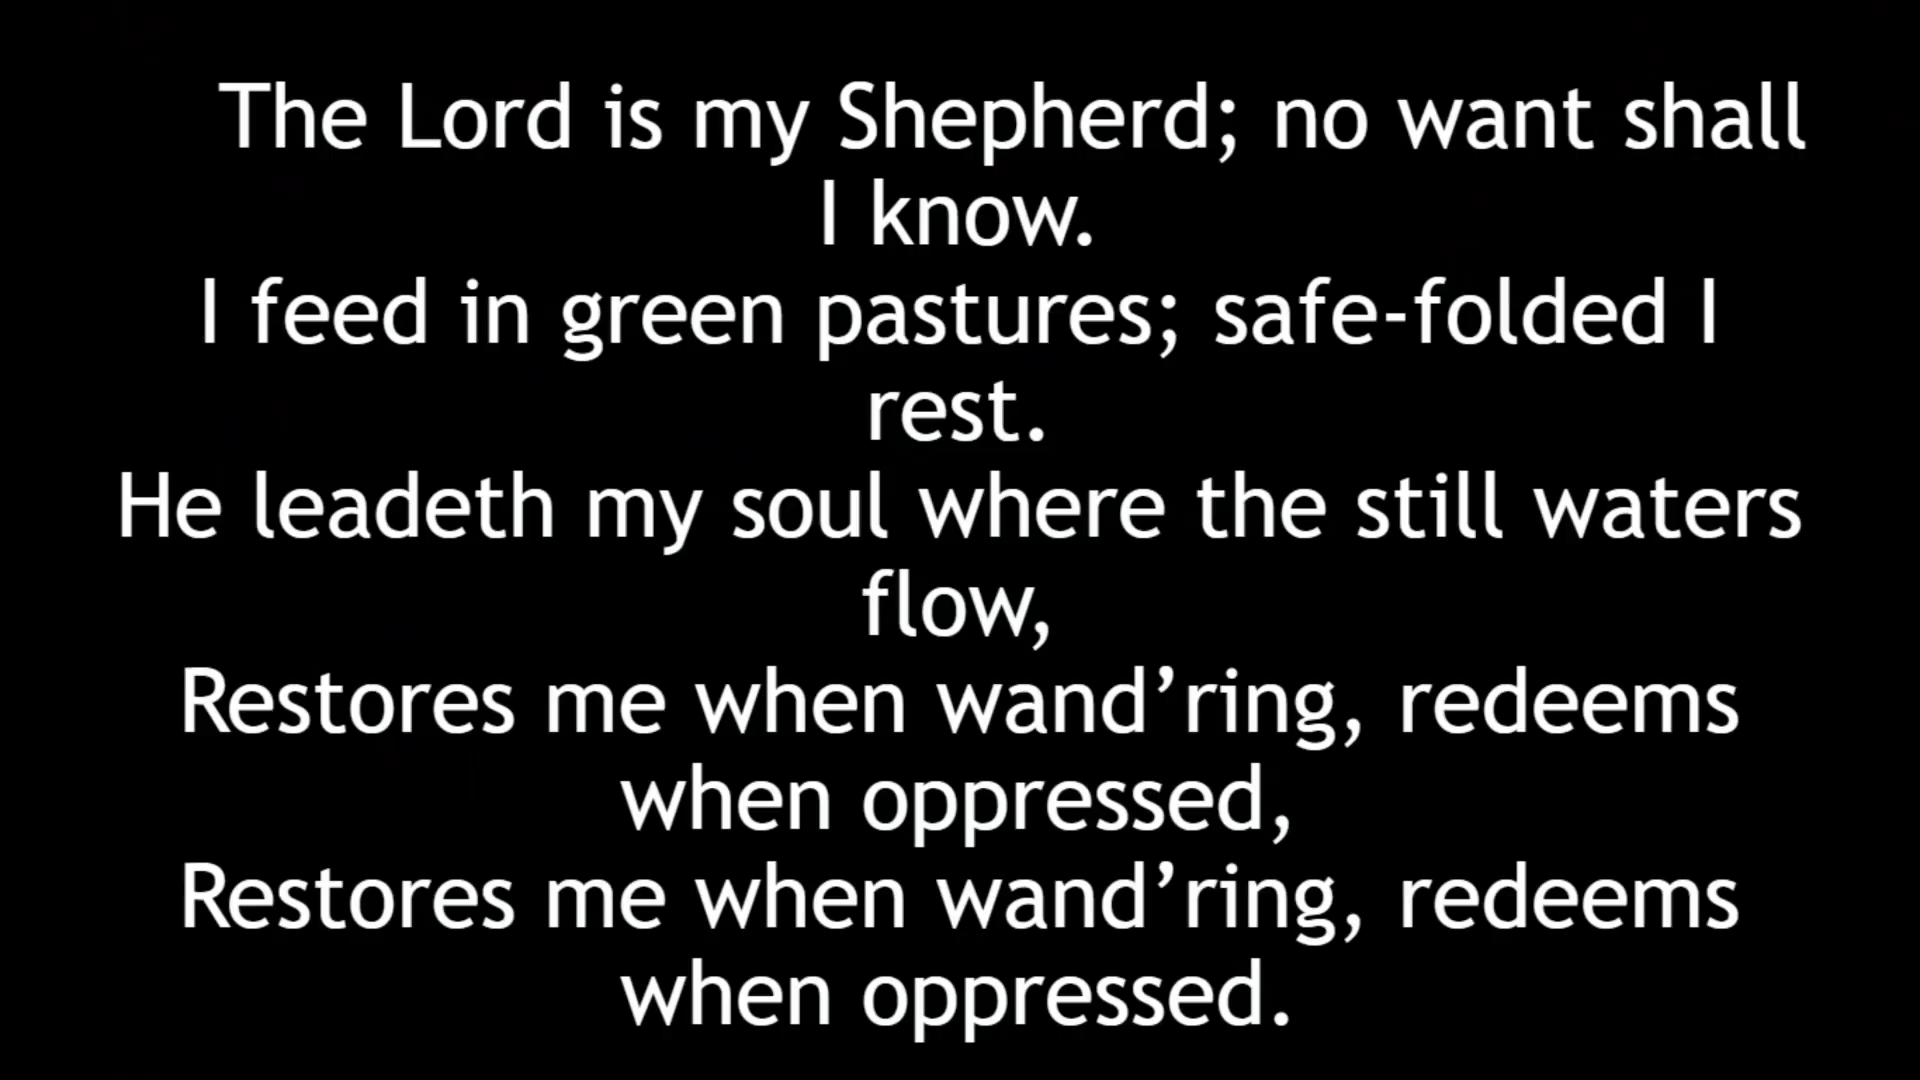 The Lord is my Shepherd; no want shall
I know.
I feed in green pastures; safe-folded I
rest.
He leadeth my soul where the still waters
flow,
Restores me when wand’ring, redeems
when oppressed,
Restores me when wand’ring, redeems
when oppressed.